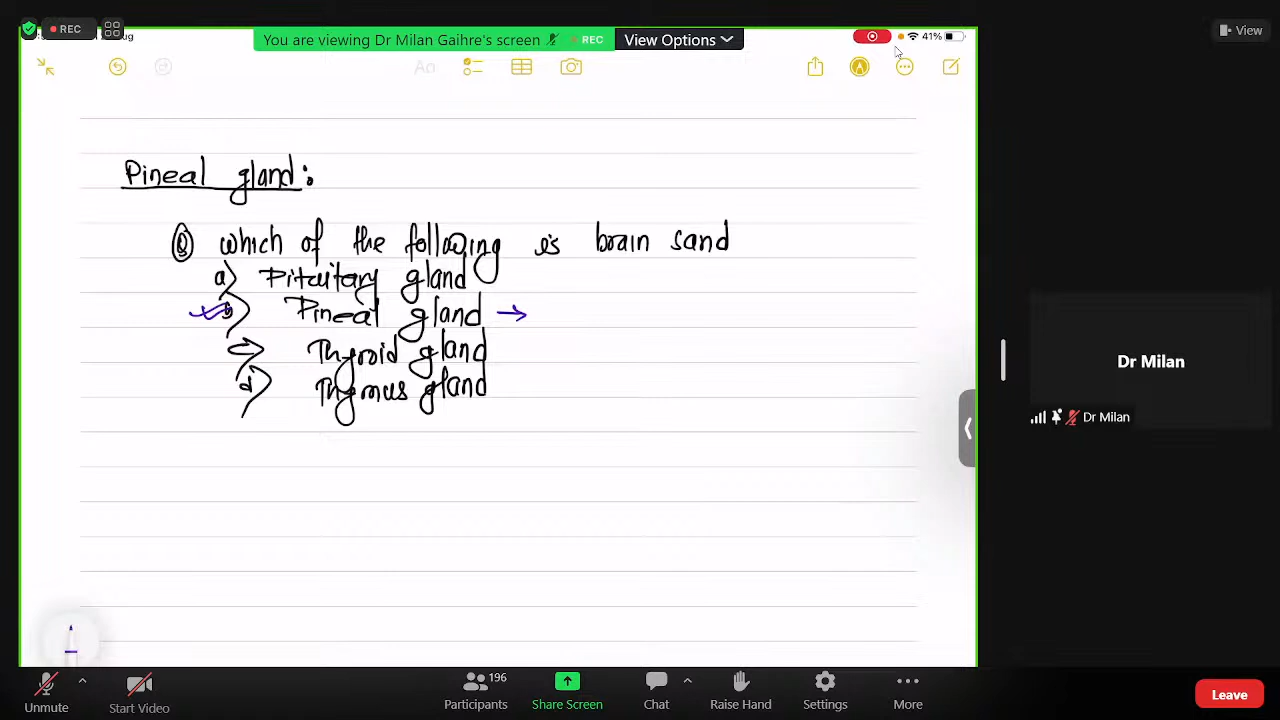 REC
You are viewing Dr Milan Gaihre's screen
REC
View Options
41%
View
Aa
Pineal gland:
Q which of the following is brain sand
a) Pituitary gland
b) Pineal gland →
c) Thyroid gland
d) Thymus gland
Dr Milan
Dr Milan
Unmute
Start Video
196
Participants
Share Screen
Chat
Raise Hand
Settings
More
Leave